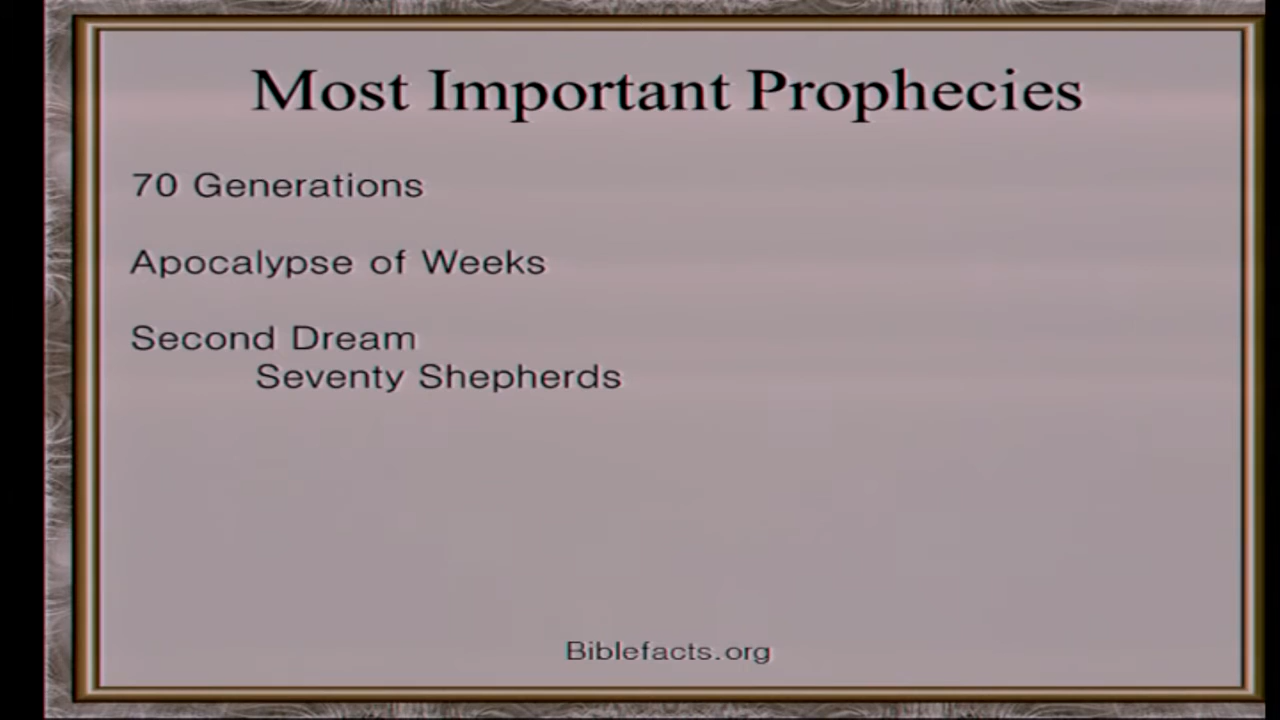 Most Important Prophecies
70 Generations
Apocalypse of Weeks
Second Dream
Seventy Shepherds
Biblefacts.org